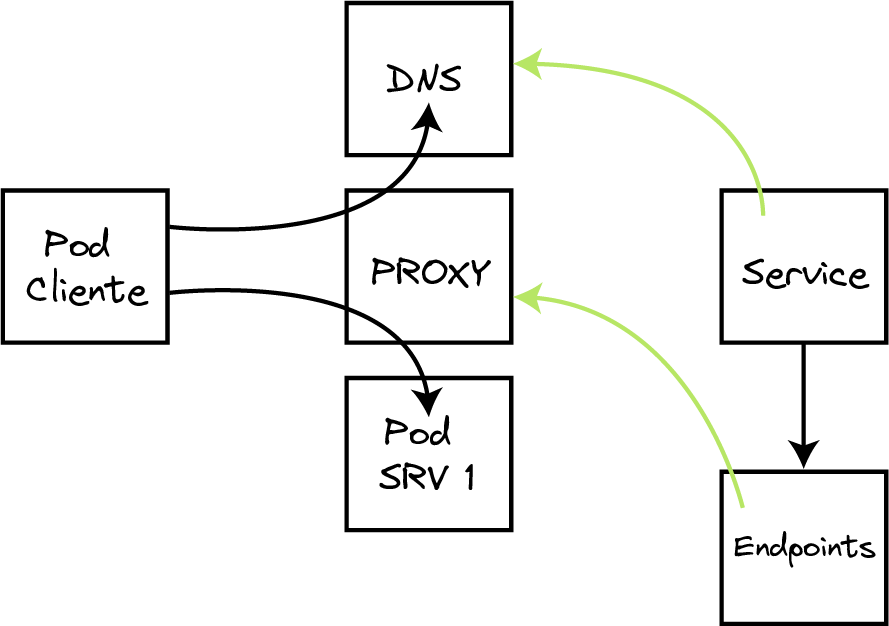 DNS
Pod
Cliente
PROXY
Service
Pod
SRV 1
Endpoints